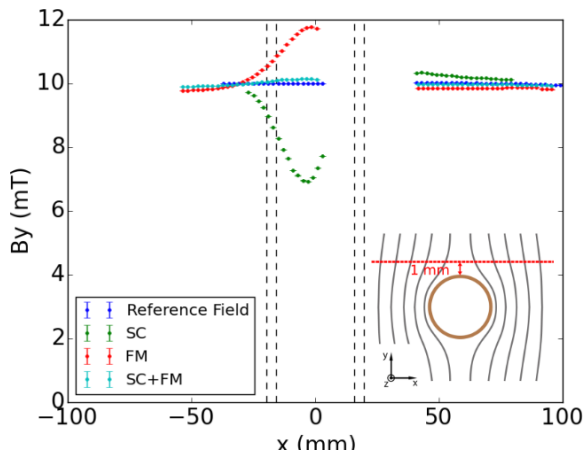 12
10
8
6
4
2
0
By (mT)
Reference Field
SC
FM
SC+FM
1 mm
y
z
x
−100
−50
0
50
100
x (mm)